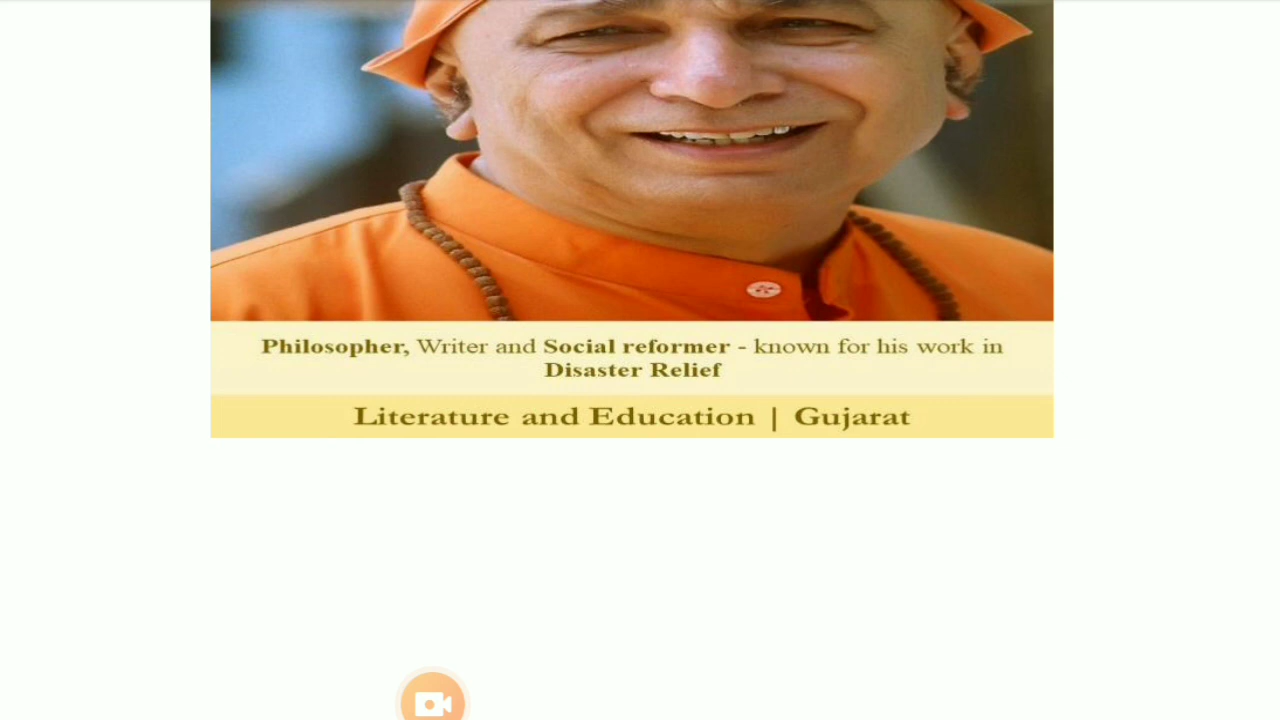 Philosopher, Writer and Social reformer - known for his work in
Disaster Relief
Literature and Education | Gujarat